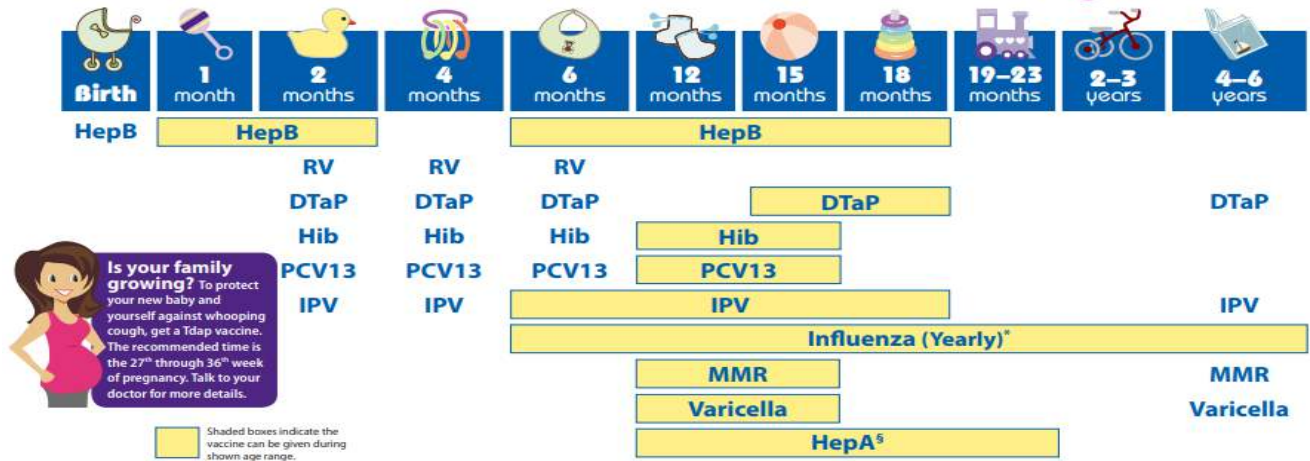 Birth
1 month
2 months
4 months
6 months
12 months
15 months
18 months
19–23 months
2–3 years
4–6 years
HepB HepB HepB
RV RV RV
DTaP DTaP DTaP DTaP DTaP
Hib Hib Hib Hib
PCV13 PCV13 PCV13 PCV13
IPV IPV IPV IPV
Influenza (Yearly)*
MMR MMR
Varicella Varicella
HepA§
Is your family
growing? To protect
your new baby and
yourself against whooping
cough, get a Tdap vaccine.
The recommended time is
the 27th through 36th week
of pregnancy. Talk to your
doctor for more details.
Shaded boxes indicate the
vaccine can be given during
shown age range.